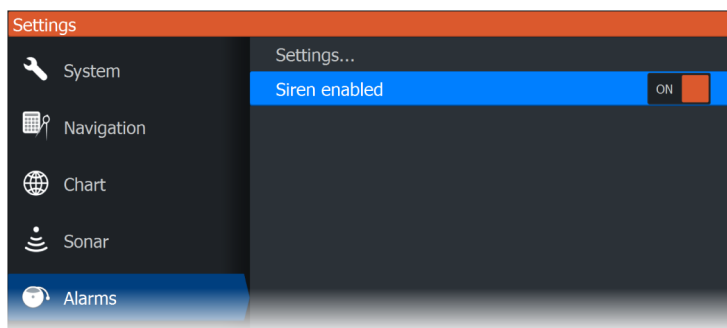 Settings
System
Navigation
Chart
Sonar
Alarms
Settings...
Siren enabled
ON